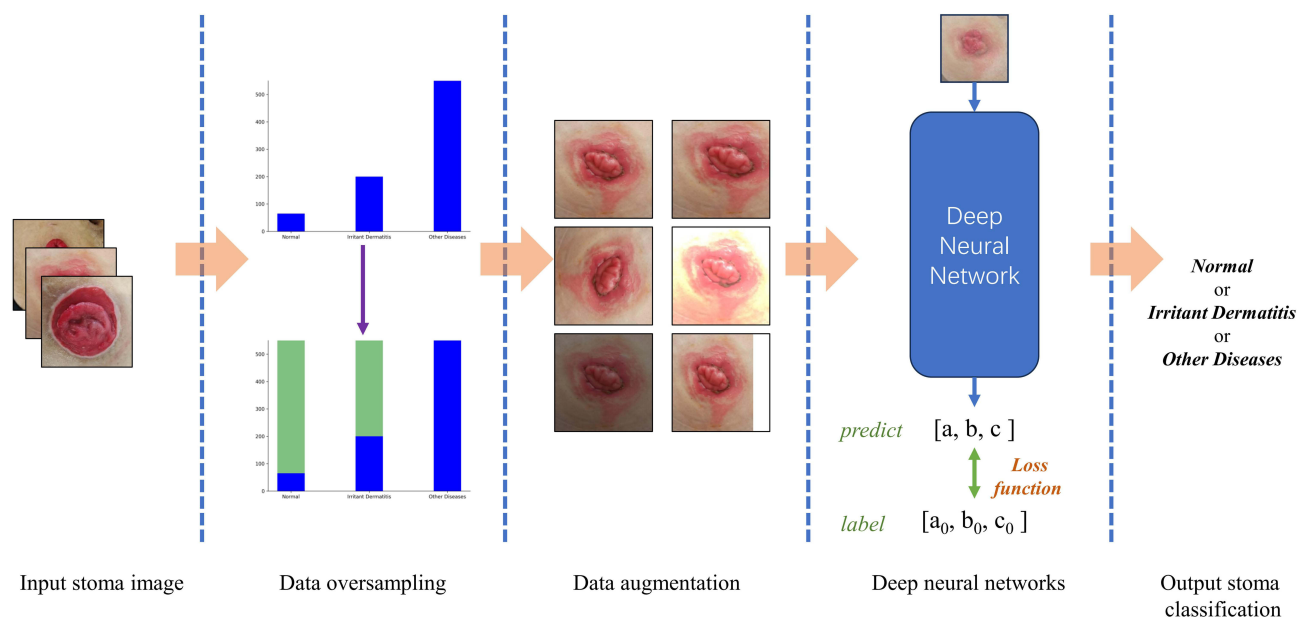 500
400
300
200
100
0
Normal
Irritant Dermatitis
Other Diseases
500
400
300
200
100
0
Normal
Irritant Dermatitis
Other Diseases
Deep
Neural
Network
predict [a, b, c ]
Loss
function
label [a₀, b₀, c₀ ]
Normal
or
Irritant Dermatitis
or
Other Diseases
Input stoma image
Data oversampling
Data augmentation
Deep neural networks
Output stoma
classification